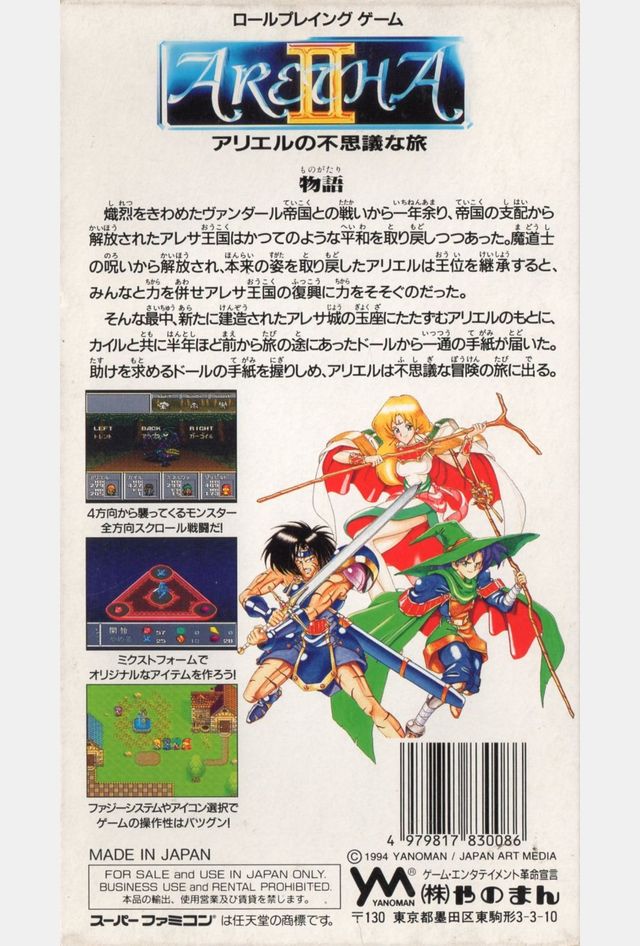 ロールプレイング ゲーム
ARETHA II
アリエルの不思議な旅
物語
熾烈をきわめたヴァンダール帝国との戦いから一年余り、帝国の支配から
解放されたアレサ王国はかつてのような平和を取り戻しつつあった。魔道士
の呪いから解放され、本来の姿を取り戻したアリエルは王位を継承すると、
みんなと力を併せアレサ王国の復興に力をそそぐのだった。
そんな最中、新たに建造されたアレサ城の玉座にたたずむアリエルのもとに、
カイルと共に半年ほど前から旅の途にあったドールから一通の手紙が届いた。
助けを求めるドールの手紙を握りしめ、アリエルは不思議な冒険の旅に出る。
LEFT BACK RIGHT
4方向から襲ってくるモンスター
全方向スクロール戦闘だ!
ミクストフォームで
オリジナルなアイテムを作ろう!
ファジーシステムやアイコン選択で
ゲームの操作性はバツグン!
4 979817 830086
MADE IN JAPAN
© 1994 YANOMAN / JAPAN ART MEDIA
FOR SALE and USE IN JAPAN ONLY.
BUSINESS USE and RENTAL PROHIBITED.
本品の輸出、使用営業及び賃貸を禁じます。
スーパーファミコン は任天堂の商標です。
YM® ゲーム・エンタテイメント革命宣言
(株)やのまん
〒130 東京都墨田区東駒形3-3-10